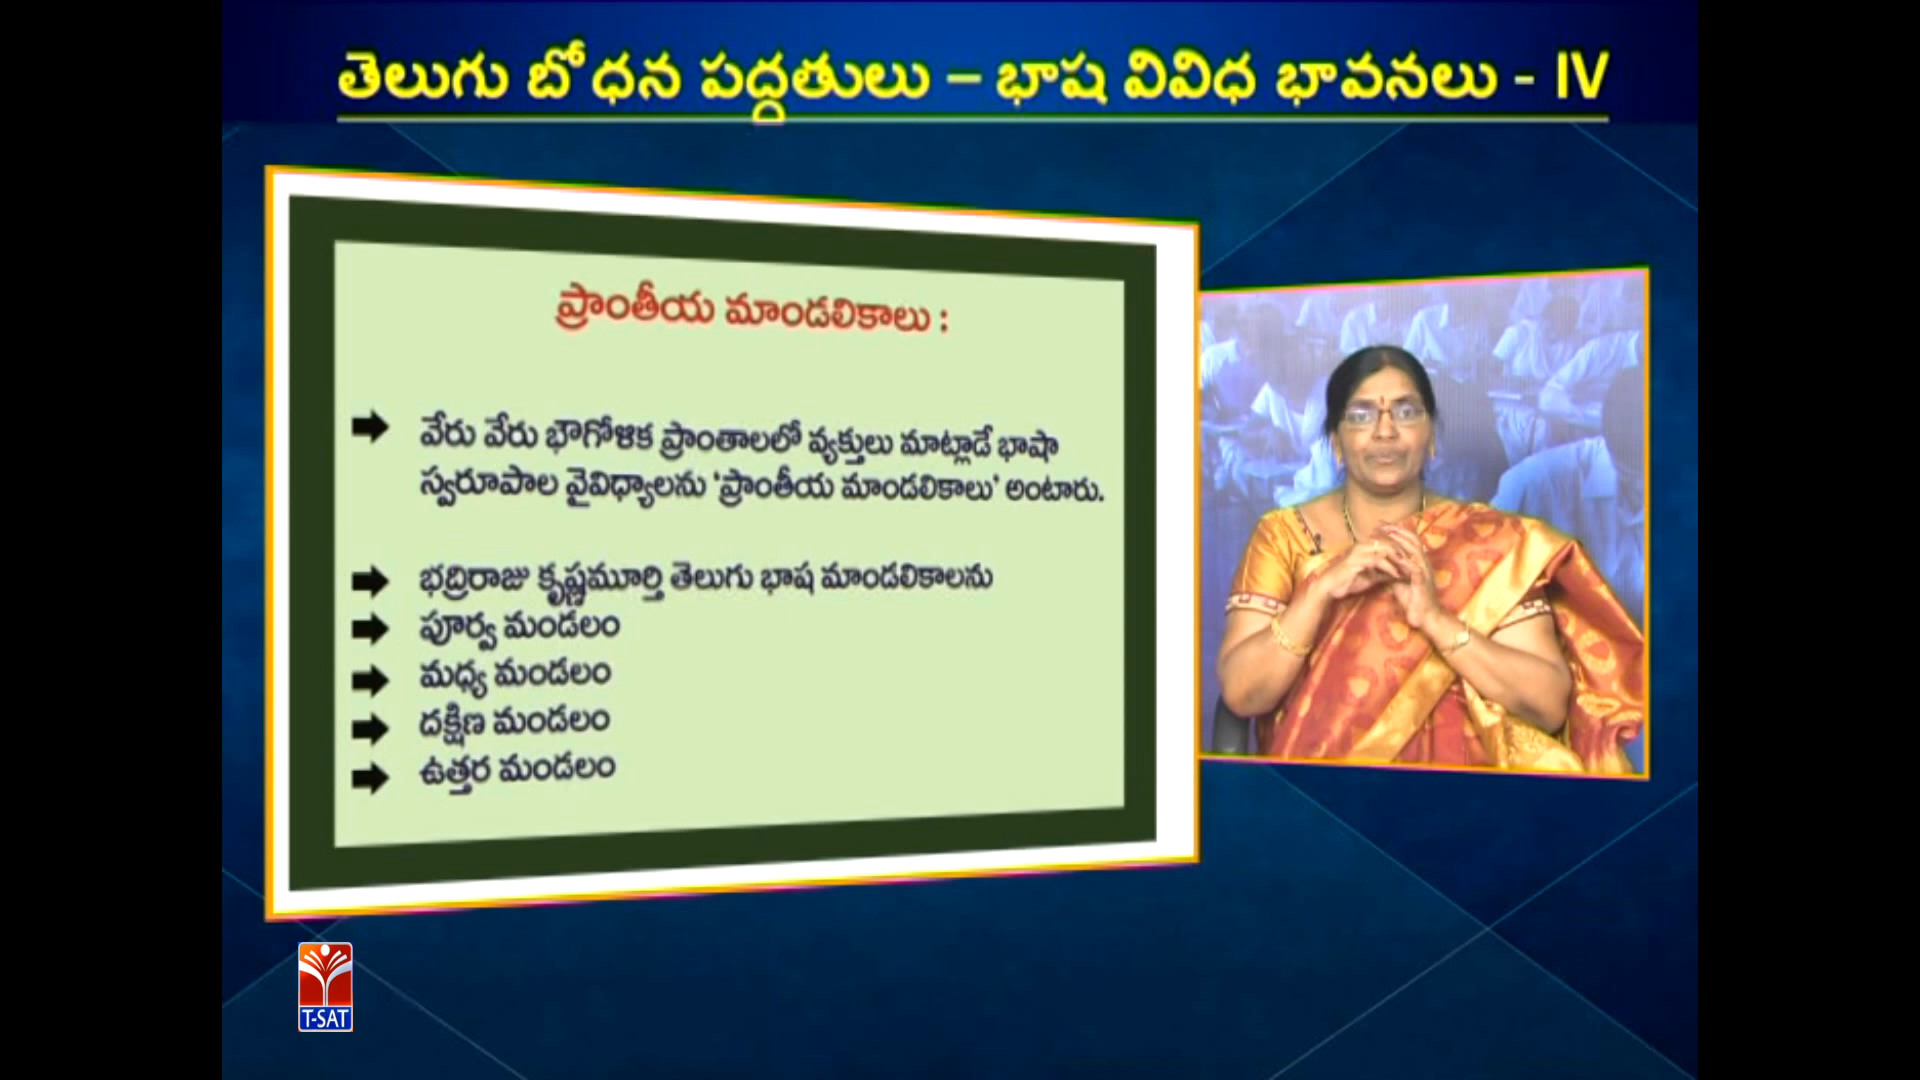 తెలుగు బోధన పద్దతులు – భాష వివిధ భావనలు - IV
ప్రాంతీయ మాండలికాలు :
వేరు వేరు భౌగోళిక ప్రాంతాలలో వ్యక్తులు మాట్లాడే భాషా
స్వరూపాల వైవిధ్యాలను 'ప్రాంతీయ మాండలికాలు' అంటారు.
భద్రిరాజు కృష్ణమూర్తి తెలుగు భాష మాండలికాలను
పూర్వ మండలం
మధ్య మండలం
దక్షిణ మండలం
ఉత్తర మండలం
T-SAT